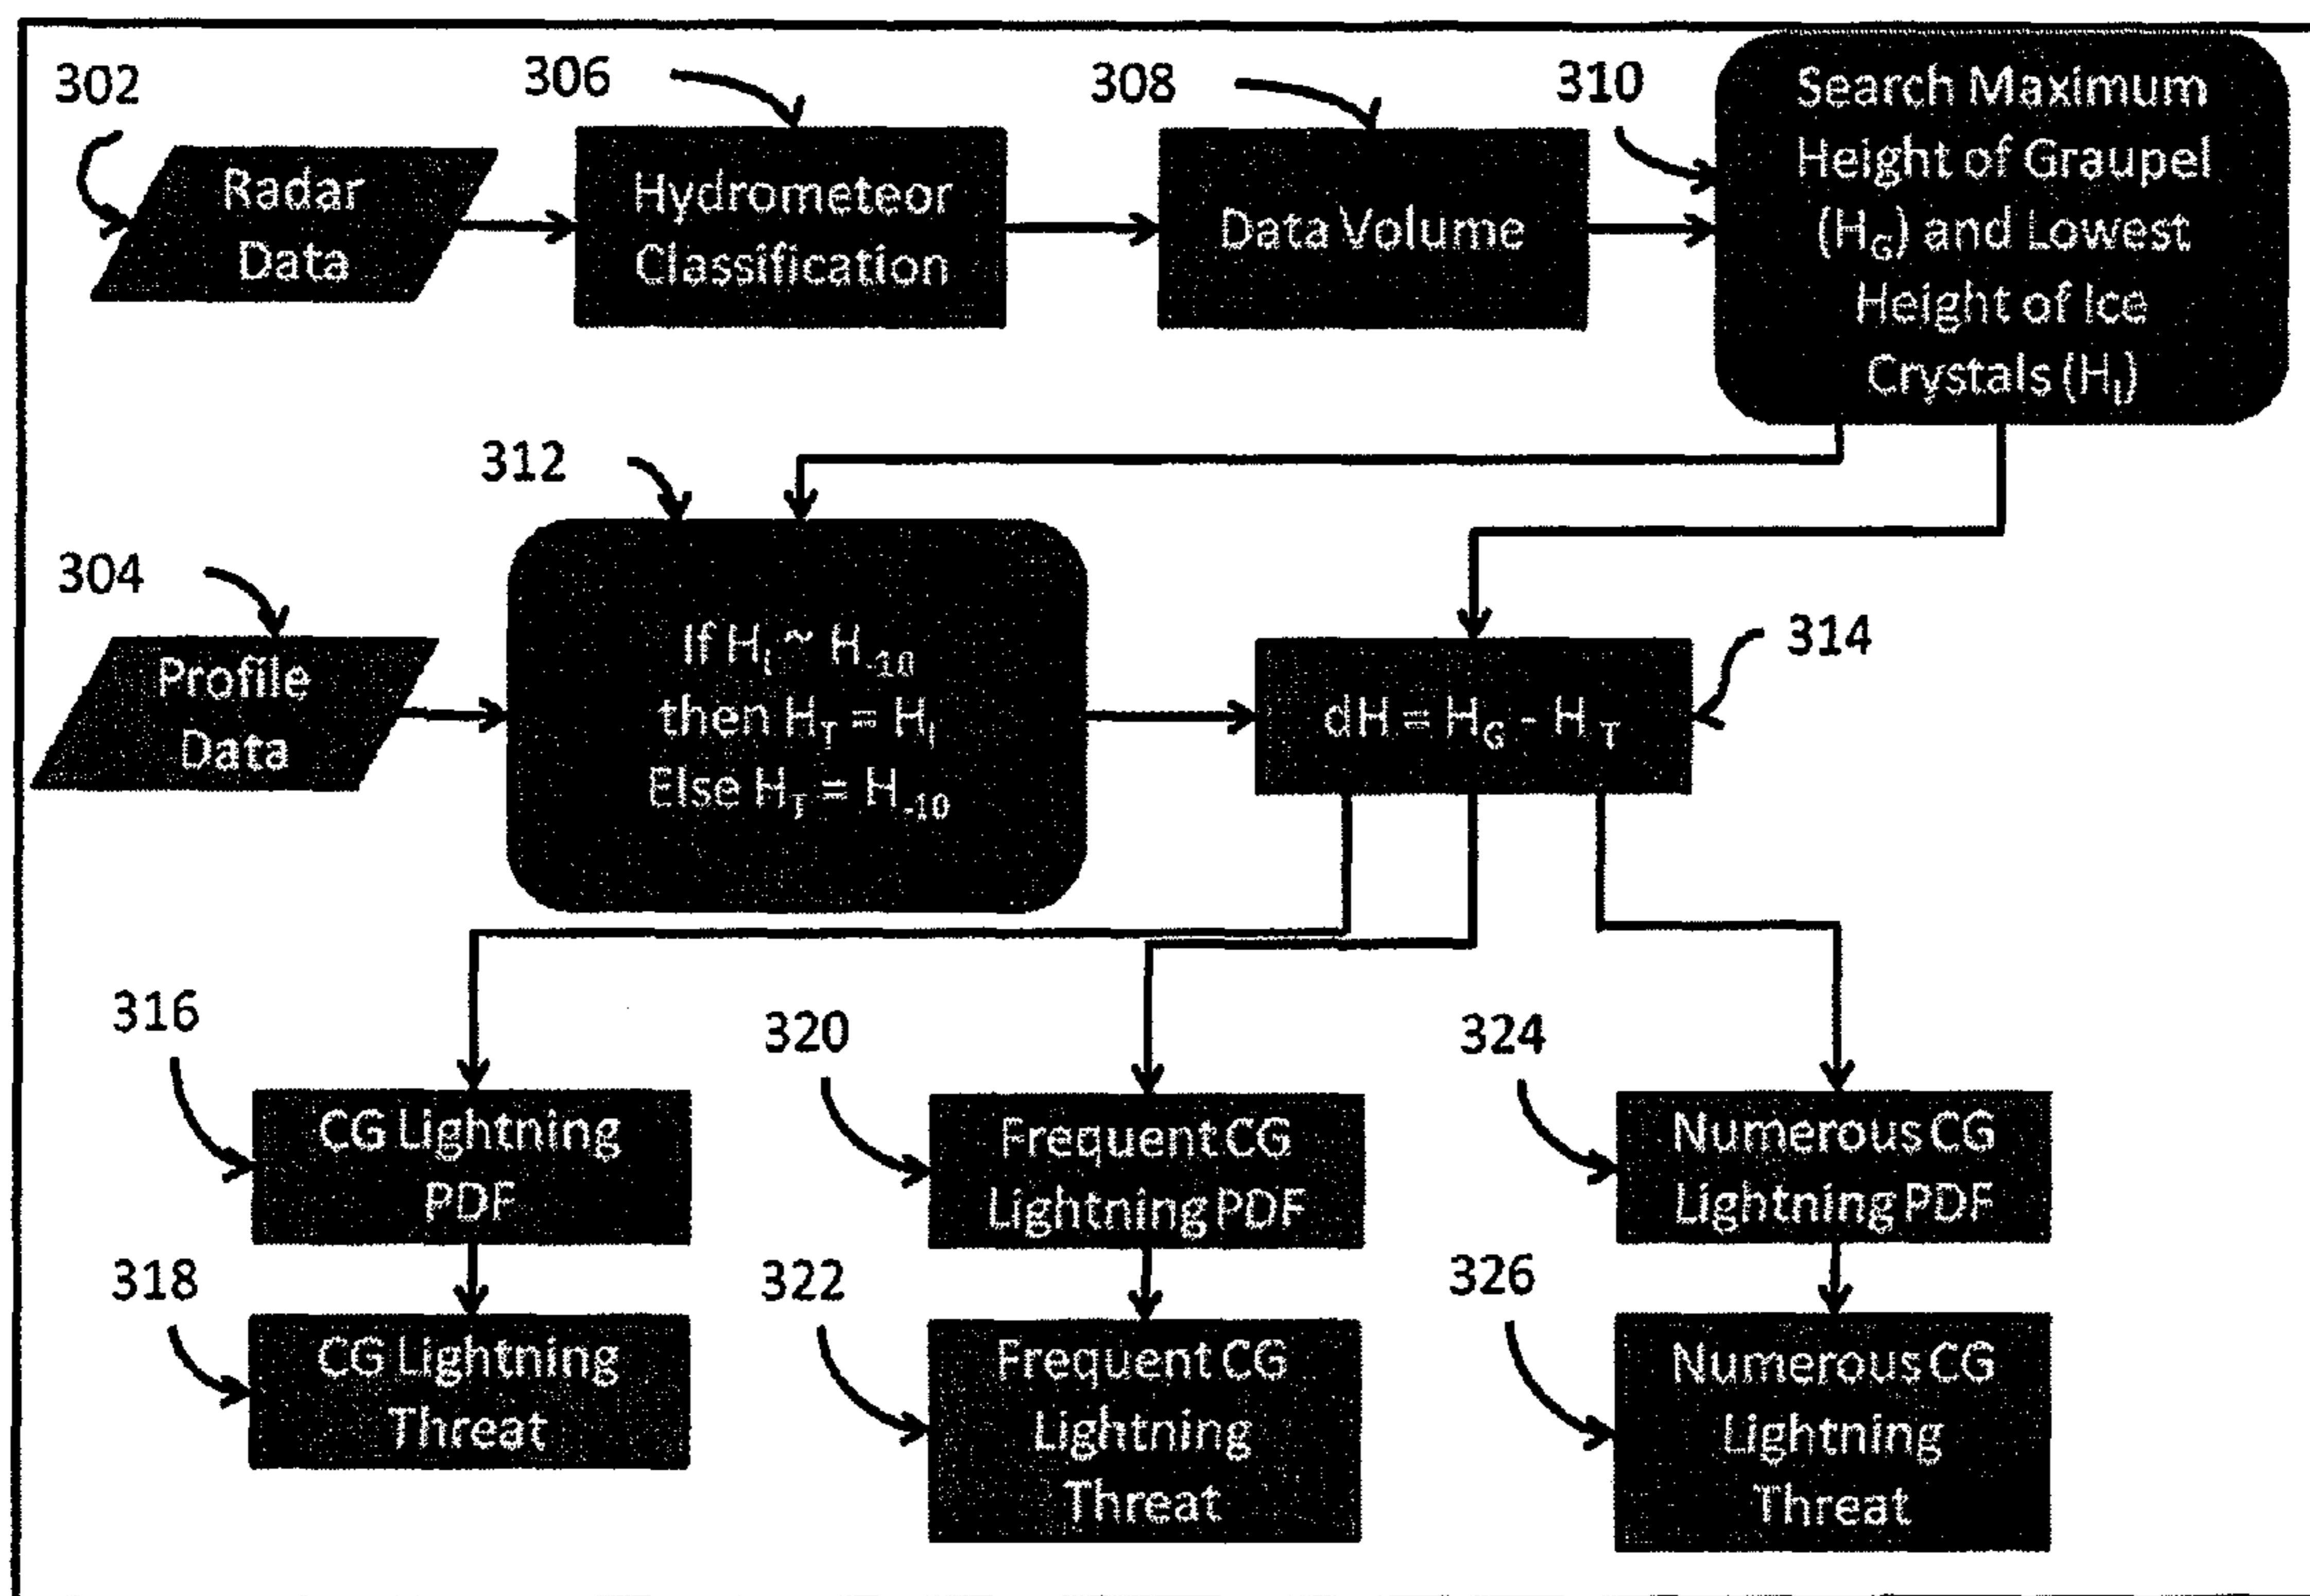 302
306
308
310
Radar
Data
Hydrometeor
Classification
Data Volume
Search Maximum
Height of Graupel
(H_G) and Lowest
Height of Ice
Crystals (H_I)
312
304
314
Profile
Data
If H_I ~ H_-10
then H_T = H_I
Else H_T = H_-10
dH = H_G - H_T
316
320
324
CG Lightning
PDF
Frequent CG
Lightning PDF
Numerous CG
Lightning PDF
318
322
326
CG Lightning
Threat
Frequent CG
Lightning
Threat
Numerous CG
Lightning
Threat